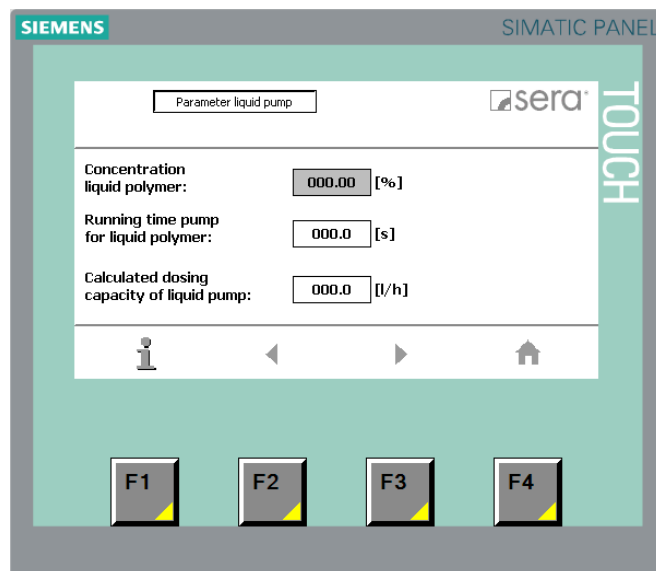 SIEMENS
SIMATIC PANEL
TOUCH
Parameter liquid pump
sera
Concentration
liquid polymer:
000.00 [%]
Running time pump
for liquid polymer:
000.0 [s]
Calculated dosing
capacity of liquid pump:
000.0 [l/h]
F1 F2 F3 F4